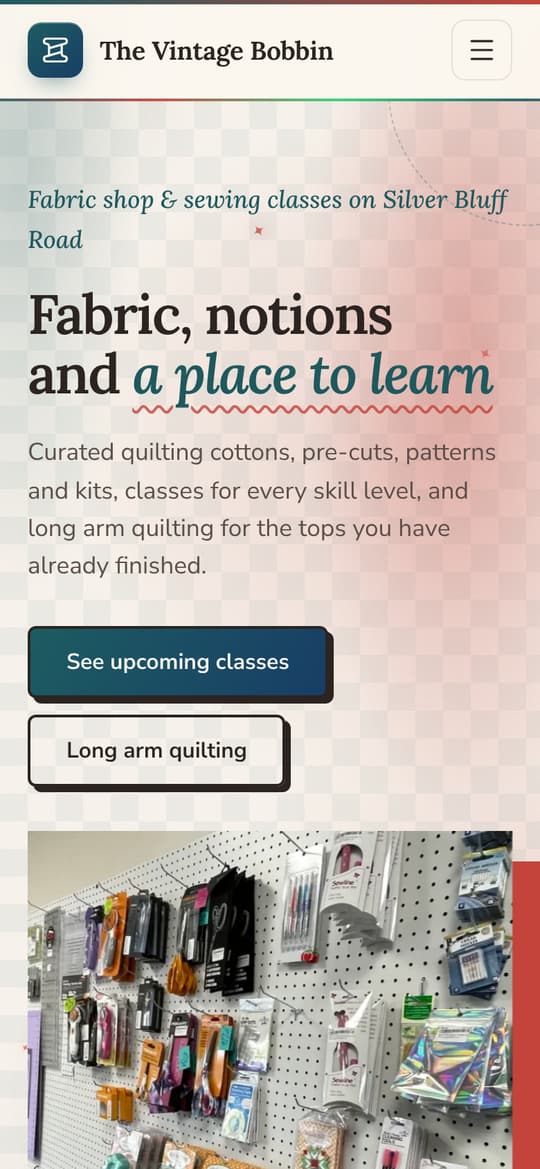 The Vintage Bobbin
Fabric shop & sewing classes on Silver Bluff
Road
Fabric, notions
and a place to learn
Curated quilting cottons, pre-cuts, patterns
and kits, classes for every skill level, and
long arm quilting for the tops you have
already finished.
See upcoming classes
Long arm quilting
Sewline
Sewline